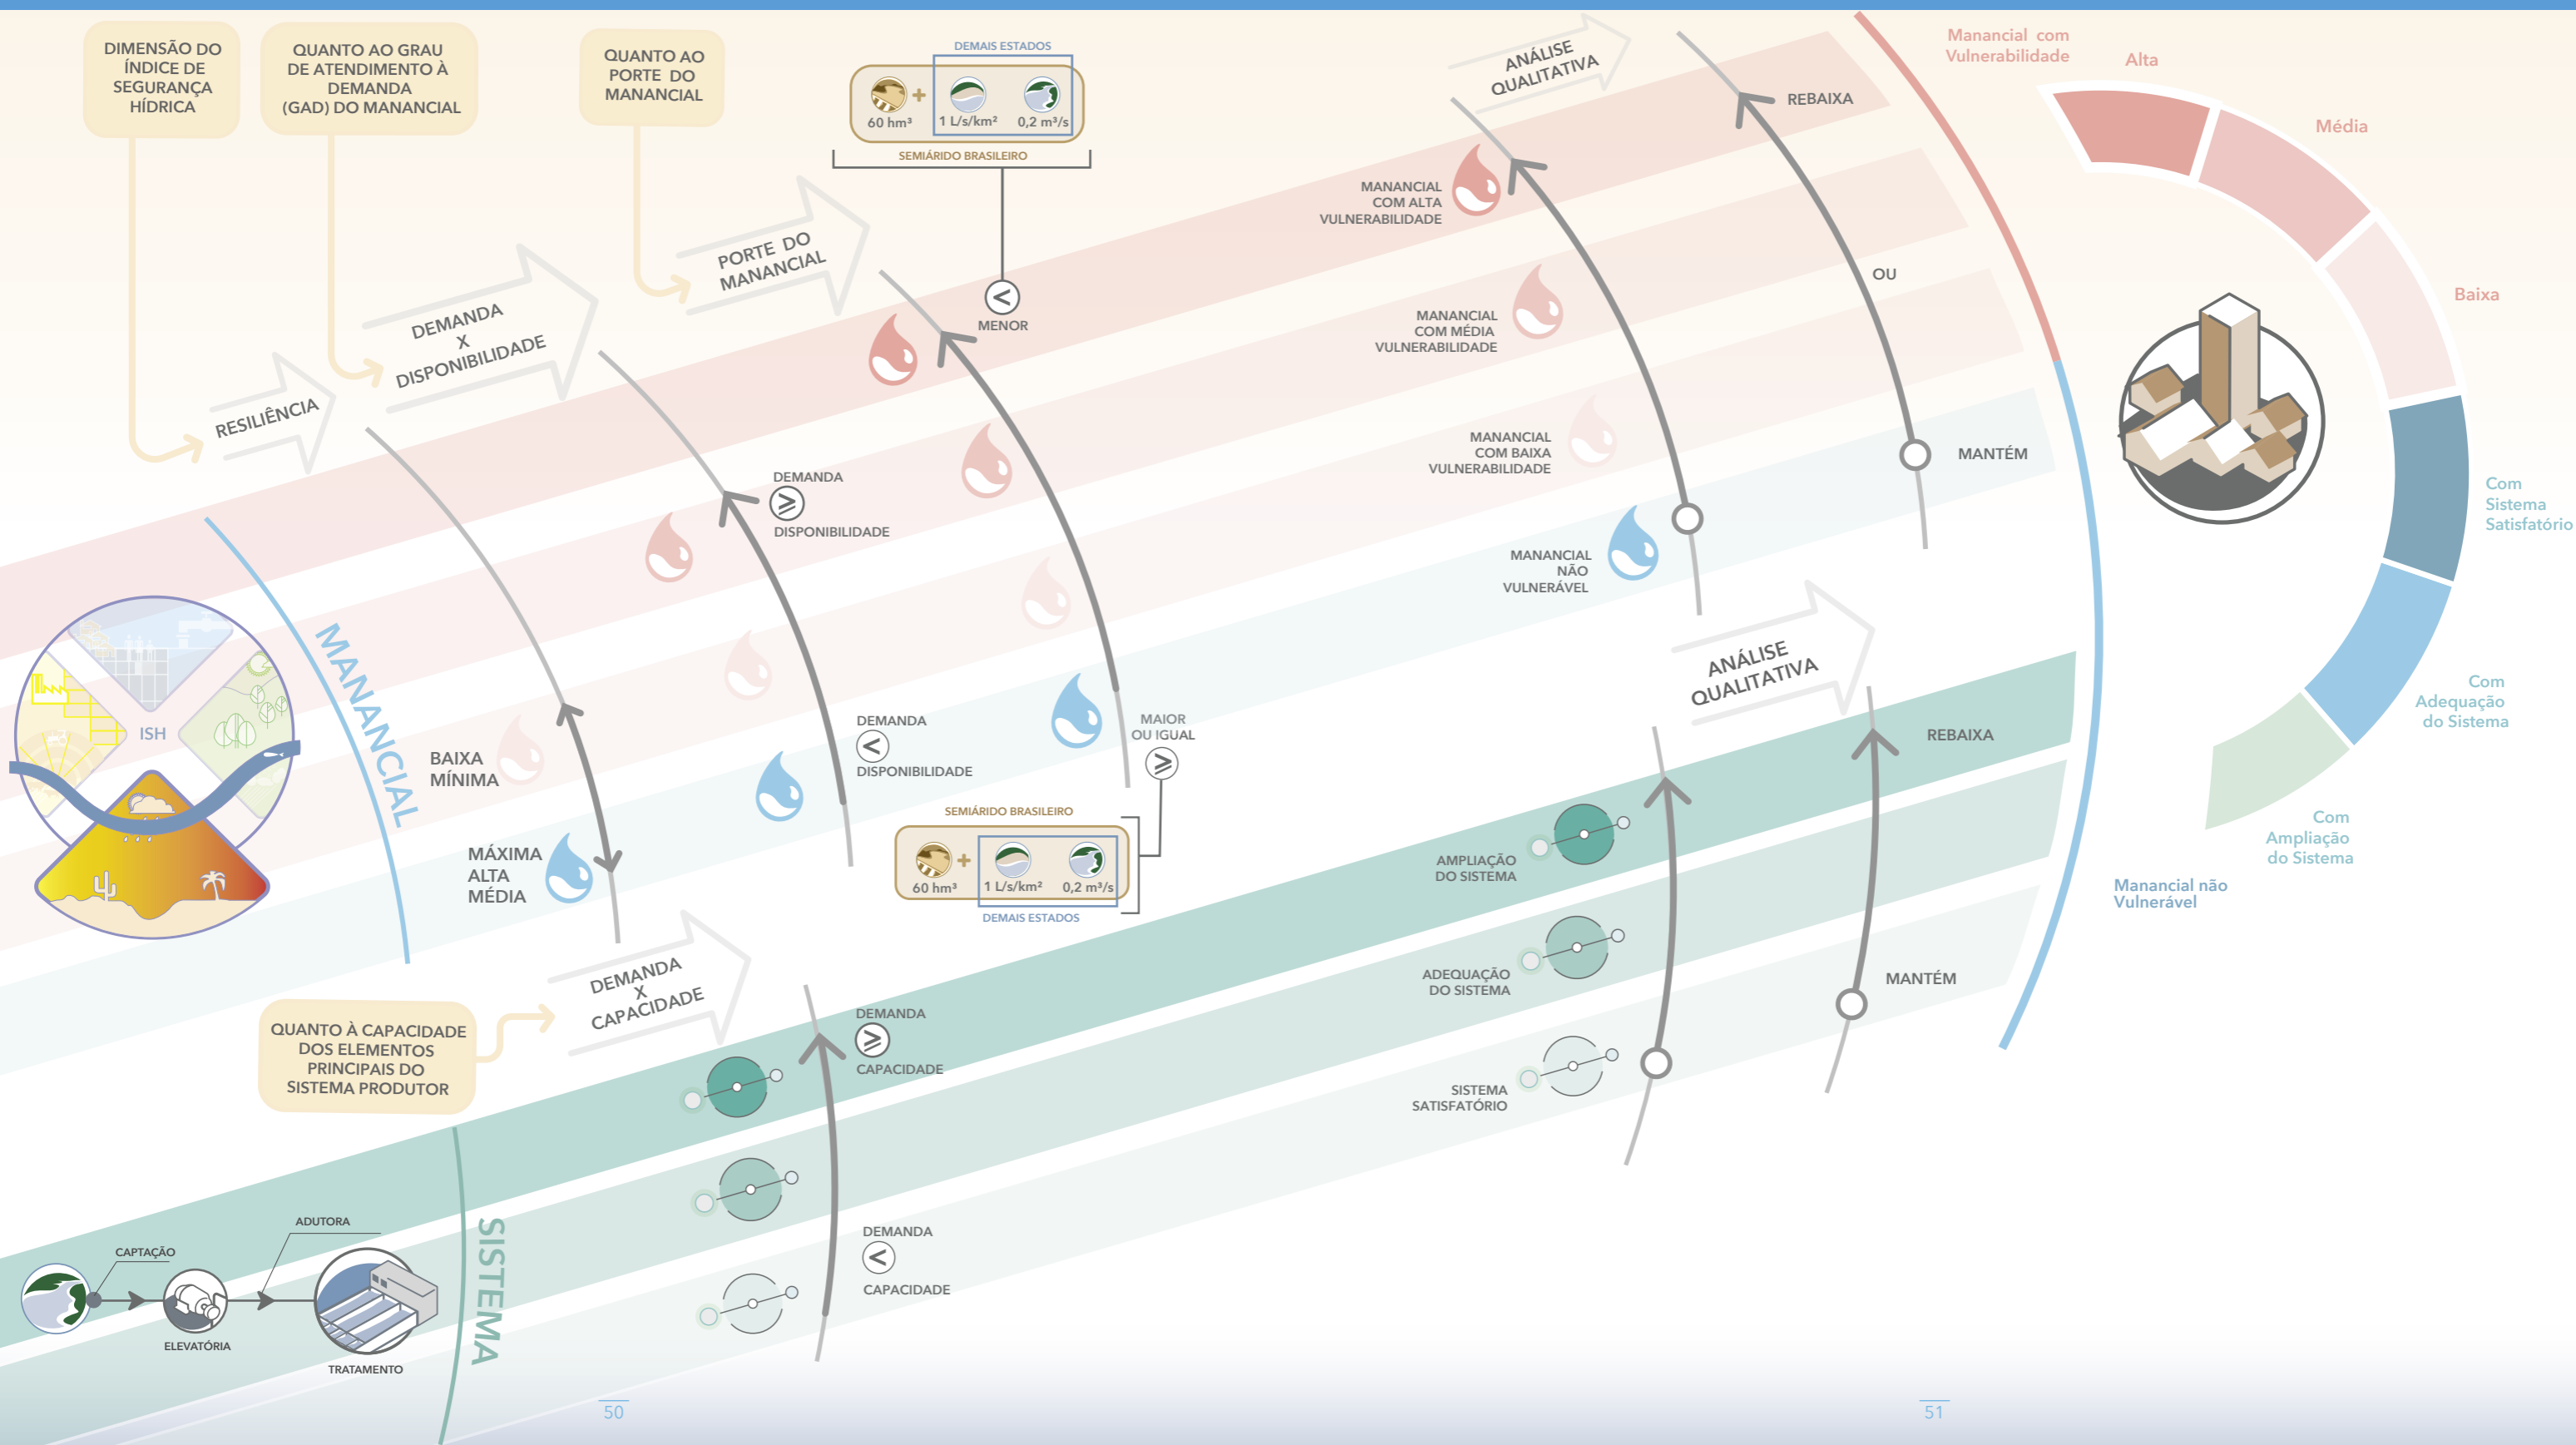 DIMENSÃO DO
ÍNDICE DE
SEGURANÇA
HÍDRICA
QUANTO AO GRAU
DE ATENDIMENTO À
DEMANDA
(GAD) DO MANANCIAL
QUANTO AO
PORTE DO
MANANCIAL
DEMAIS ESTADOS
60 hm³
+
1 L/s/km²
0,2 m³/s
SEMIÁRIDO BRASILEIRO
<
MENOR
RESILIÊNCIA
DEMANDA
X
DISPONIBILIDADE
PORTE DO
MANANCIAL
ANÁLISE
QUALITATIVA
REBAIXA
OU
MANTÉM
MANANCIAL
COM ALTA
VULNERABILIDADE
MANANCIAL
COM MÉDIA
VULNERABILIDADE
MANANCIAL
COM BAIXA
VULNERABILIDADE
MANANCIAL
NÃO
VULNERÁVEL
DEMANDA
⩾
DISPONIBILIDADE
DEMANDA
<
DISPONIBILIDADE
MAIOR
OU IGUAL
⩾
SEMIÁRIDO BRASILEIRO
60 hm³
+
1 L/s/km²
0,2 m³/s
DEMAIS ESTADOS
ISH
MANANCIAL
BAIXA
MÍNIMA
MÁXIMA
ALTA
MÉDIA
QUANTO À CAPACIDADE
DOS ELEMENTOS
PRINCIPAIS DO
SISTEMA PRODUTOR
DEMANDA
X
CAPACIDADE
DEMANDA
⩾
CAPACIDADE
DEMANDA
<
CAPACIDADE
ANÁLISE
QUALITATIVA
REBAIXA
MANTÉM
AMPLIAÇÃO
DO SISTEMA
ADEQUAÇÃO
DO SISTEMA
SISTEMA
SATISFATÓRIO
SISTEMA
CAPTAÇÃO
ADUTORA
ELEVATÓRIA
TRATAMENTO
Manancial com
Vulnerabilidade
Alta
Média
Baixa
Com
Sistema
Satisfatório
Com
Adequação
do Sistema
Com
Ampliação
do Sistema
Manancial não
Vulnerável
50
51